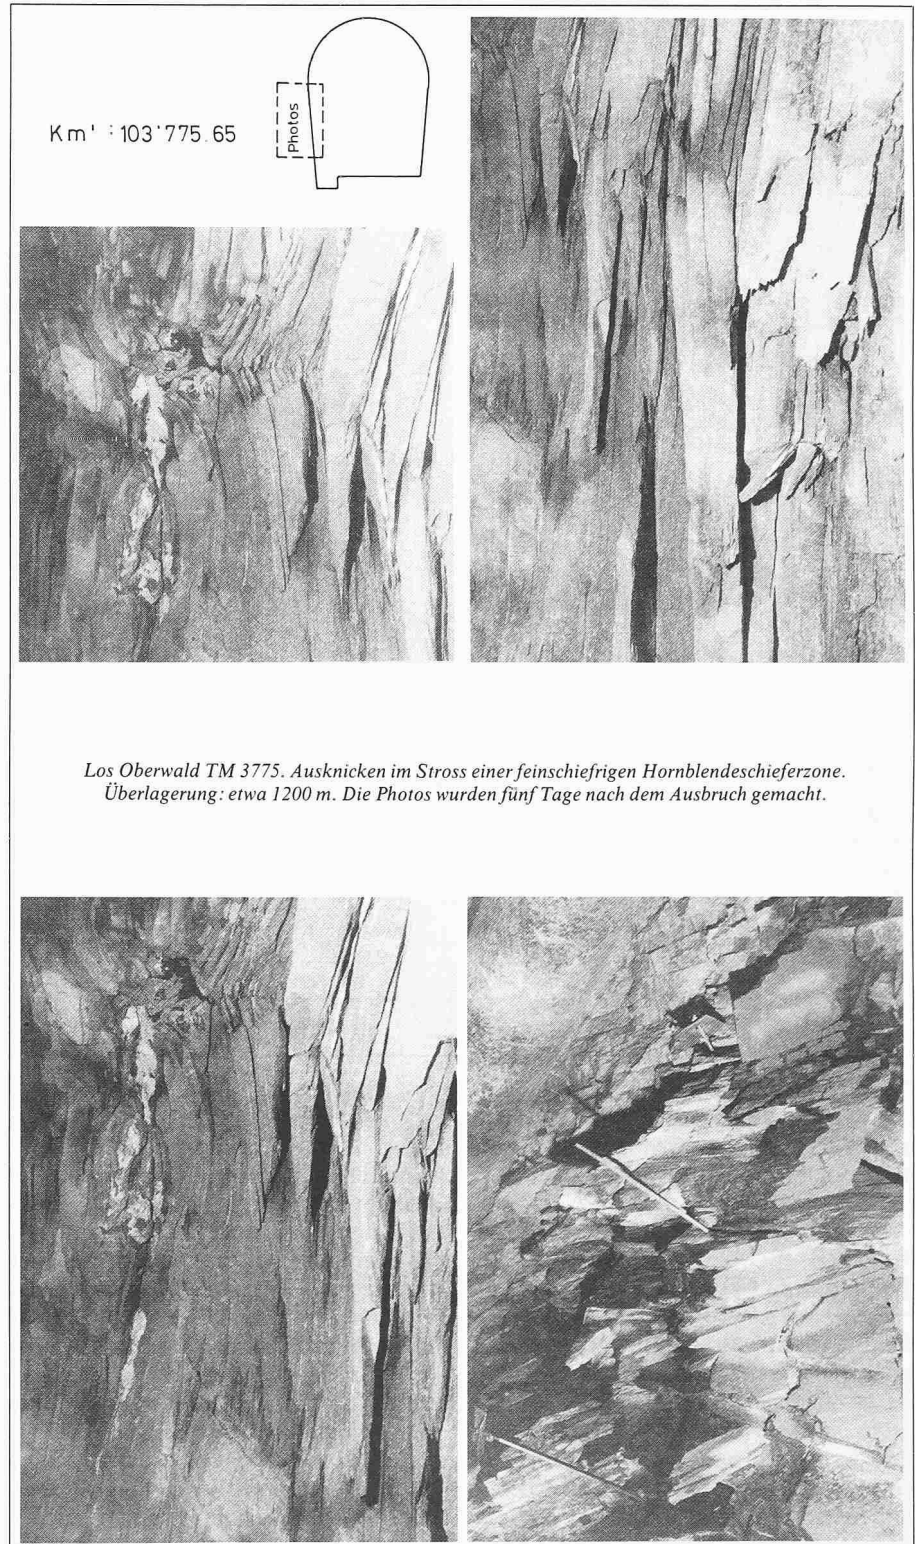 Km' : 103'775.65
Photos
Los Oberwald TM 3775. Ausknicken im Stross einer feinschiefrigen Hornblendeschieferzone.
Überlagerung: etwa 1200 m. Die Photos wurden fünf Tage nach dem Ausbruch gemacht.